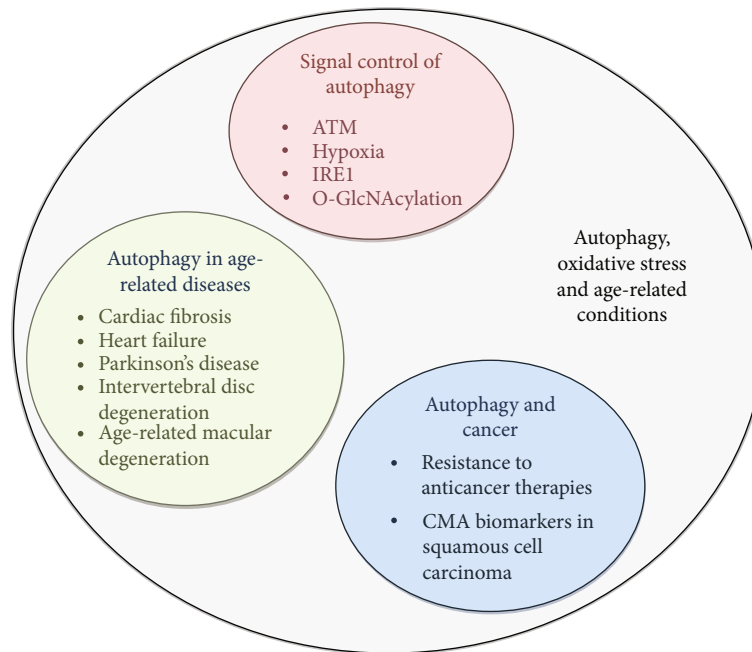 Signal control of
autophagy
• ATM
• Hypoxia
• IRE1
• O-GlcNAcylation
Autophagy in age-
related diseases
• Cardiac fibrosis
• Heart failure
• Parkinson's disease
• Intervertebral disc
degeneration
• Age-related macular
degeneration
Autophagy,
oxidative stress
and age-related
conditions
Autophagy and
cancer
• Resistance to
anticancer therapies
• CMA biomarkers in
squamous cell
carcinoma